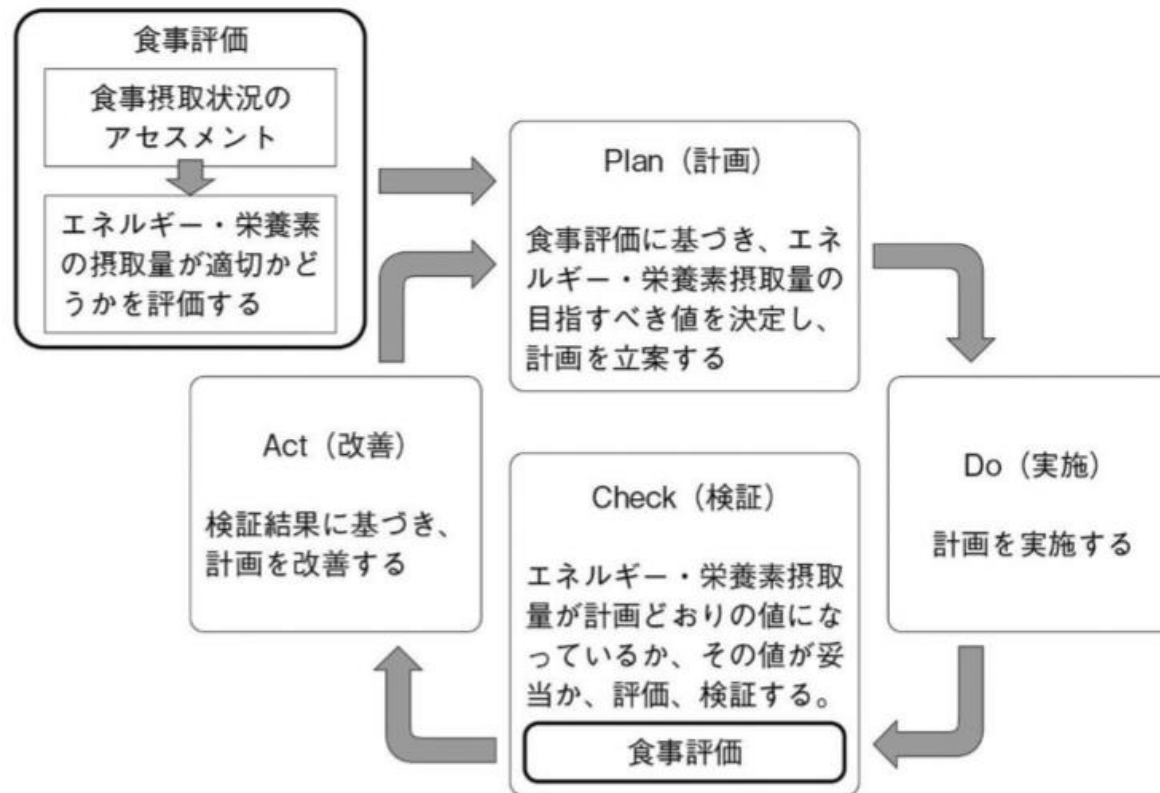 食事評価
食事摂取状況の
アセスメント
エネルギー・栄養素
の摂取量が適切かど
うかを評価する
Plan（計画）
食事評価に基づき、エネ
ルギー・栄養素摂取量の
目指すべき値を決定し、
計画を立案する
Do（実施）
計画を実施する
Check（検証）
エネルギー・栄養素摂取
量が計画どおりの値にな
っているか、その値が妥
当か、評価、検証する。
食事評価
Act（改善）
検証結果に基づき、
計画を改善する